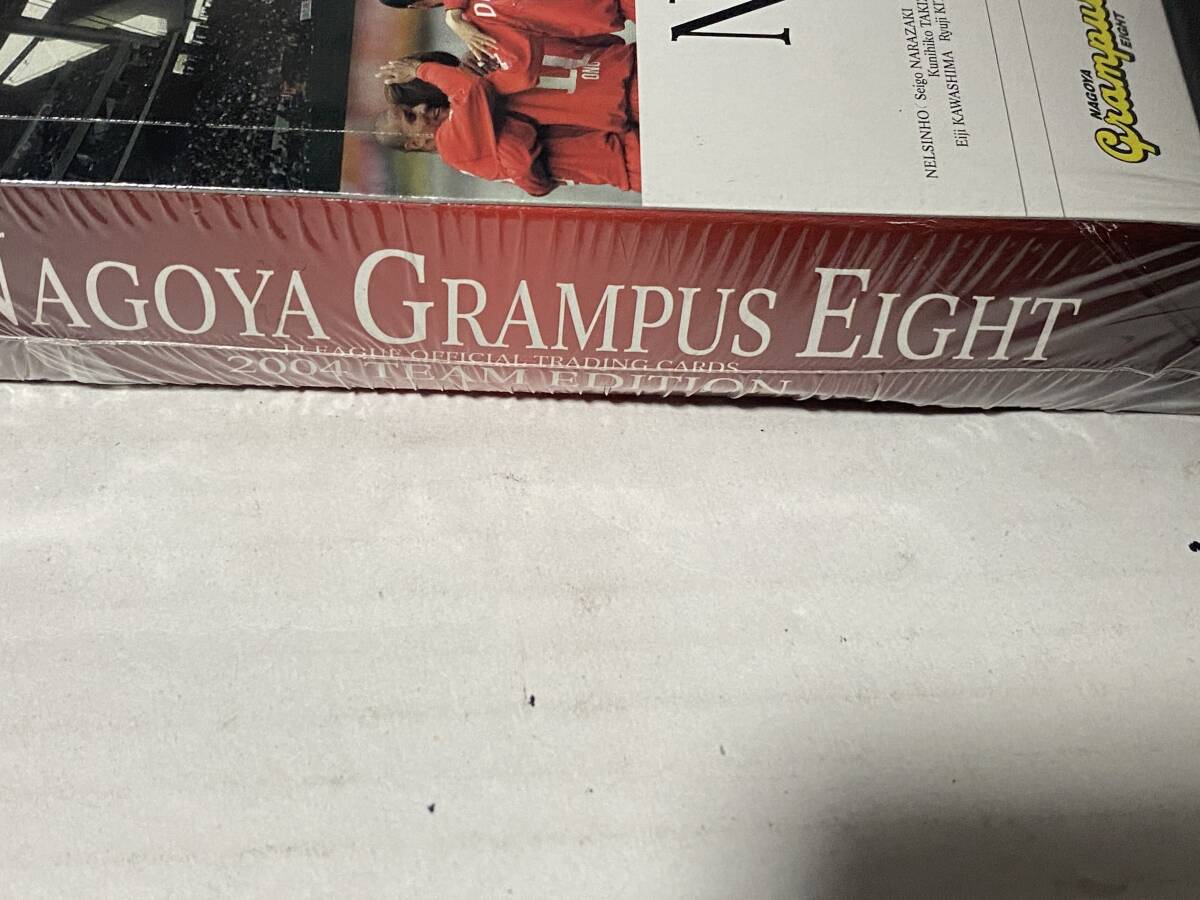 NELSINHO Seigo NARAZAKI
Kunihiko
Eiji KAWASHIMA Ryuji
NAGOYA
Grampus
EIGHT
ONO
NAGOYA GRAMPUS EIGHT
J.LEAGUE OFFICIAL TRADING CARDS
2004 TEAM EDITION